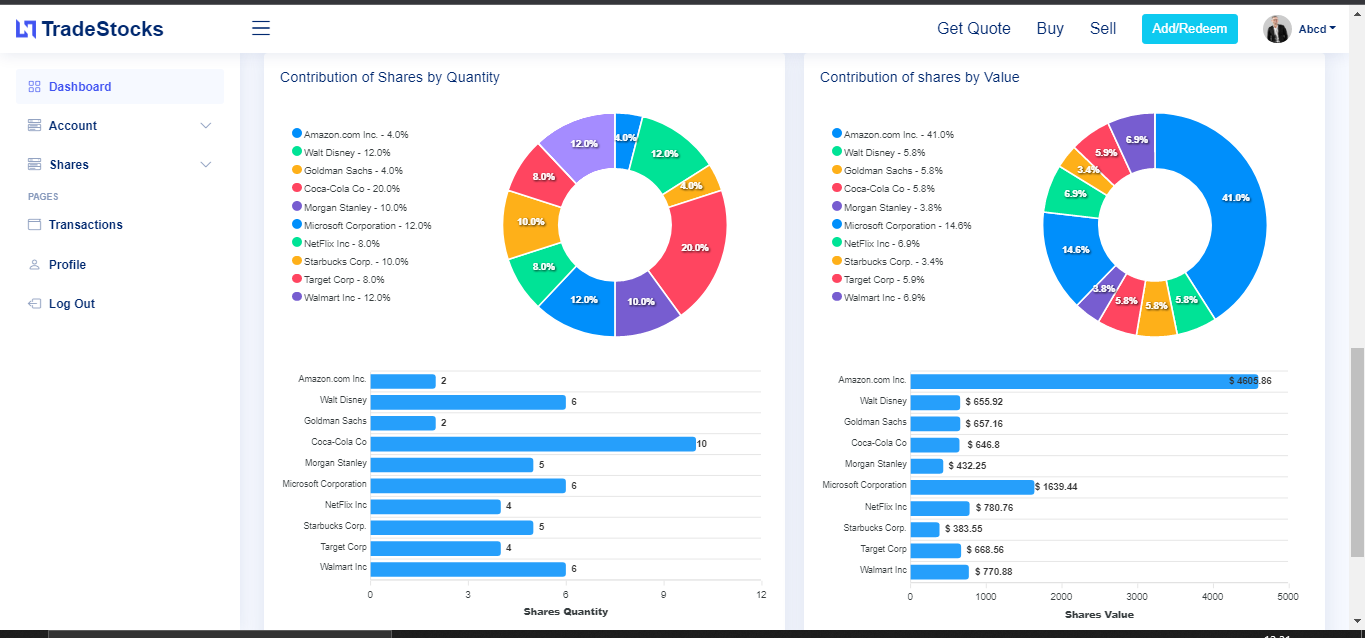 TradeStocks
Get Quote Buy Sell Add/Redeem Abcd
Dashboard
Account
Shares
PAGES
Transactions
Profile
Log Out
Contribution of Shares by Quantity
Amazon.com Inc. - 4.0%
Walt Disney - 12.0%
Goldman Sachs - 4.0%
Coca-Cola Co - 20.0%
Morgan Stanley - 10.0%
Microsoft Corporation - 12.0%
NetFlix Inc - 8.0%
Starbucks Corp. - 10.0%
Target Corp - 8.0%
Walmart Inc - 12.0%
4.0%
12.0%
4.0%
20.0%
10.0%
12.0%
8.0%
10.0%
8.0%
12.0%
Amazon.com Inc. 2
Walt Disney 6
Goldman Sachs 2
Coca-Cola Co 10
Morgan Stanley 5
Microsoft Corporation 6
NetFlix Inc 4
Starbucks Corp. 5
Target Corp 4
Walmart Inc 6
0 3 6 9 12
Shares Quantity
Contribution of shares by Value
Amazon.com Inc. - 41.0%
Walt Disney - 5.8%
Goldman Sachs - 5.8%
Coca-Cola Co - 5.8%
Morgan Stanley - 3.8%
Microsoft Corporation - 14.6%
NetFlix Inc - 6.9%
Starbucks Corp. - 3.4%
Target Corp - 5.9%
Walmart Inc - 6.9%
41.0%
5.8%
5.8%
5.8%
3.8%
14.6%
6.9%
3.4%
5.9%
6.9%
Amazon.com Inc. $ 4605.86
Walt Disney $ 655.92
Goldman Sachs $ 657.16
Coca-Cola Co $ 646.8
Morgan Stanley $ 432.25
Microsoft Corporation $ 1639.44
NetFlix Inc $ 780.76
Starbucks Corp. $ 383.55
Target Corp $ 668.56
Walmart Inc $ 770.88
0 1000 2000 3000 4000 5000
Shares Value